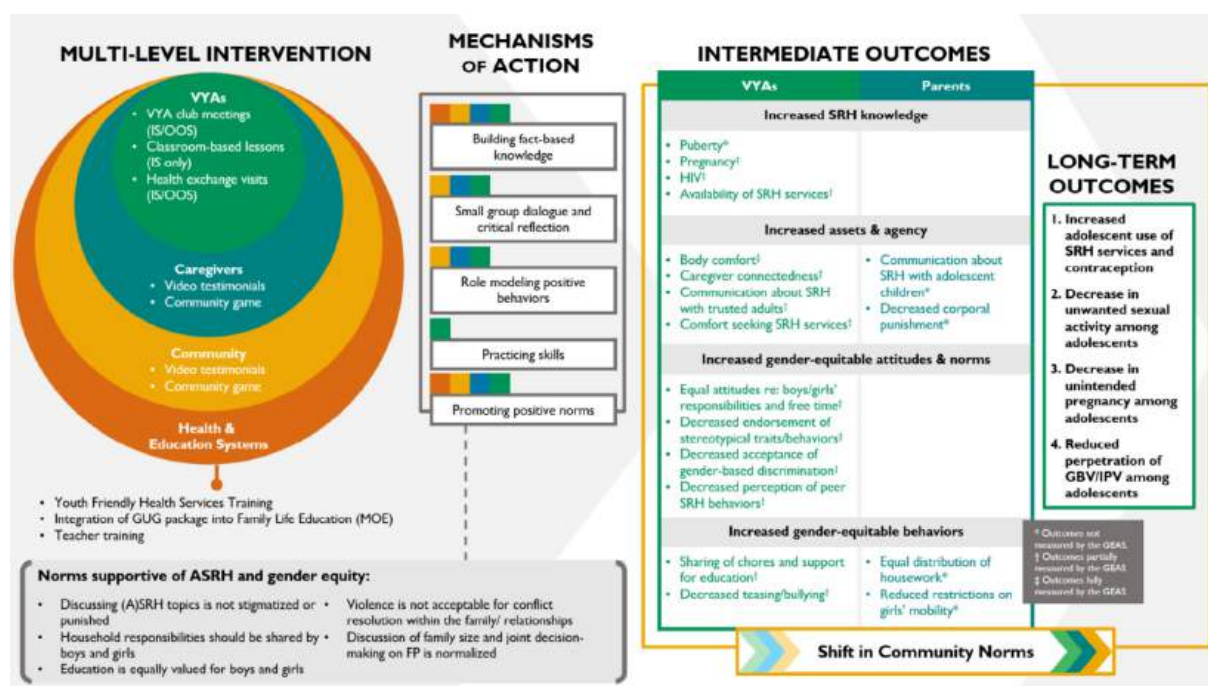 MULTI-LEVEL INTERVENTION
VYAs
• VYA club meetings
(IS/OOS)
• Classroom-based lessons
(IS only)
• Health exchange visits
(IS/OOS)
Caregivers
• Video testimonials
• Community game
Community
• Video testimonials
• Community game
Health &
Education Systems
• Youth Friendly Health Services Training
• Integration of GUG package into Family Life Education (MOE)
• Teacher training
MECHANISMS
OF ACTION
Building fact-based
knowledge
Small group dialogue and
critical reflection
Role modeling positive
behaviors
Practicing skills
Promoting positive norms
Norms supportive of ASRH and gender equity:
• Discussing (A)SRH topics is not stigmatized or
punished
• Household responsibilities should be shared by
boys and girls
• Education is equally valued for boys and girls
• Violence is not acceptable for conflict
resolution within the family/ relationships
• Discussion of family size and joint decision-
making on FP is normalized
INTERMEDIATE OUTCOMES
VYAs
Parents
Increased SRH knowledge
• Puberty*
• Pregnancy†
• HIV‡
• Availability of SRH services†
Increased assets & agency
• Body comfort‡
• Caregiver connectedness†
• Communication about SRH
with trusted adults†
• Comfort seeking SRH services†
• Communication about
SRH with adolescent
children*
• Decreased corporal
punishment*
Increased gender-equitable attitudes & norms
• Equal attitudes re: boys/girls'
responsibilities and free time†
• Decreased endorsement of
stereotypical traits/behaviors†
• Decreased acceptance of
gender-based discrimination†
• Decreased perception of peer
SRH behaviors†
Increased gender-equitable behaviors
• Sharing of chores and support
for education†
• Decreased teasing/bullying†
• Equal distribution of
housework*
• Reduced restrictions on
girls' mobility*
Shift in Community Norms
LONG-TERM
OUTCOMES
1. Increased
adolescent use of
SRH services and
contraception
2. Decrease in
unwanted sexual
activity among
adolescents
3. Decrease in
unintended
pregnancy among
adolescents
4. Reduced
perpetration of
GBV/IPV among
adolescents
* Outcomes not
measured by the GEAS.
† Outcomes partially
measured by the GEAS.
‡ Outcomes fully
measured by the GEAS.